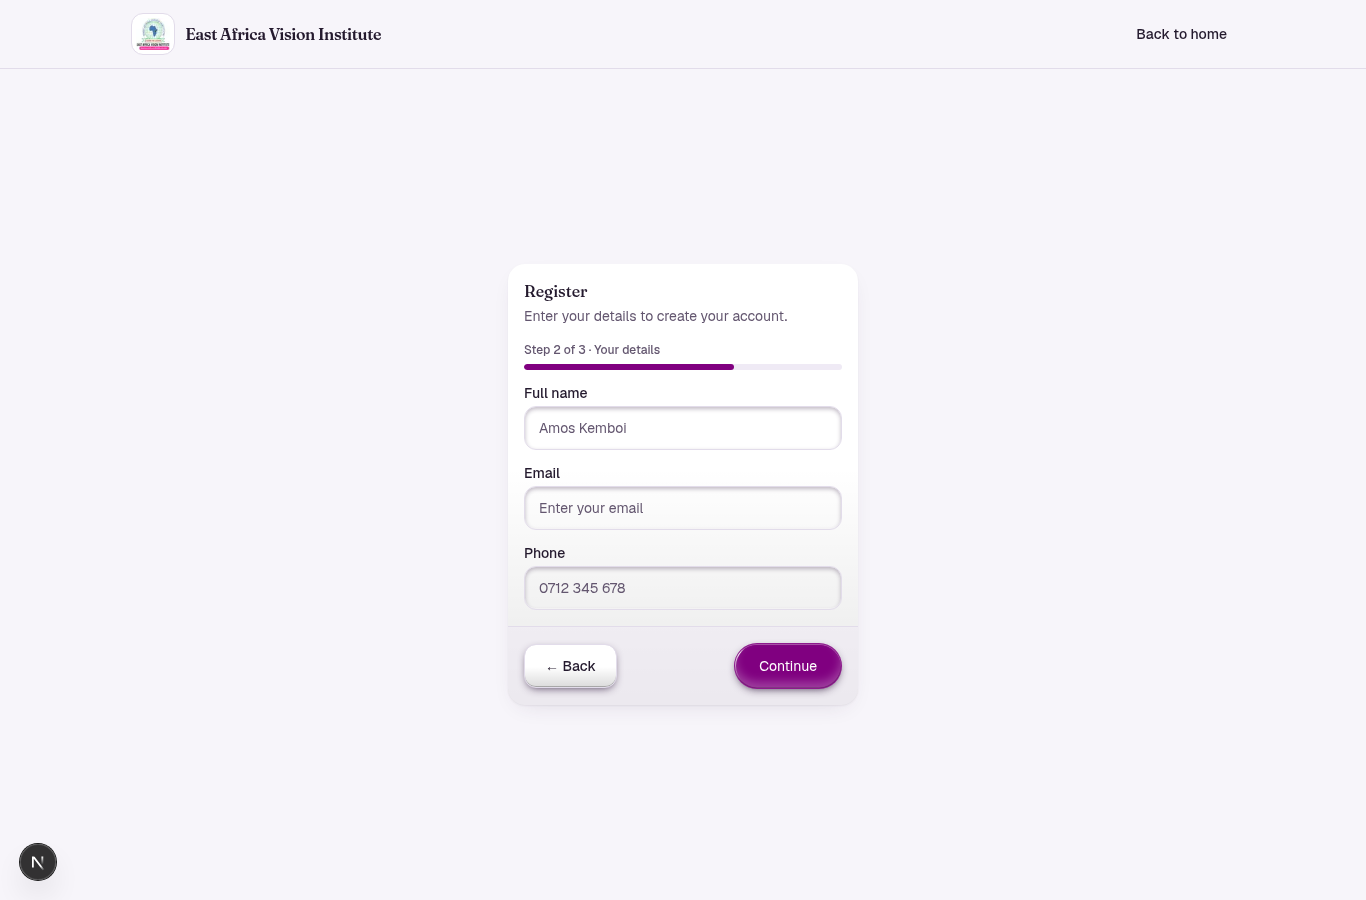 East Africa Vision Institute
Back to home
Register
Enter your details to create your account.
Step 2 of 3 · Your details
Full name
Amos Kemboi
Email
Enter your email
Phone
0712 345 678
← Back
Continue
N